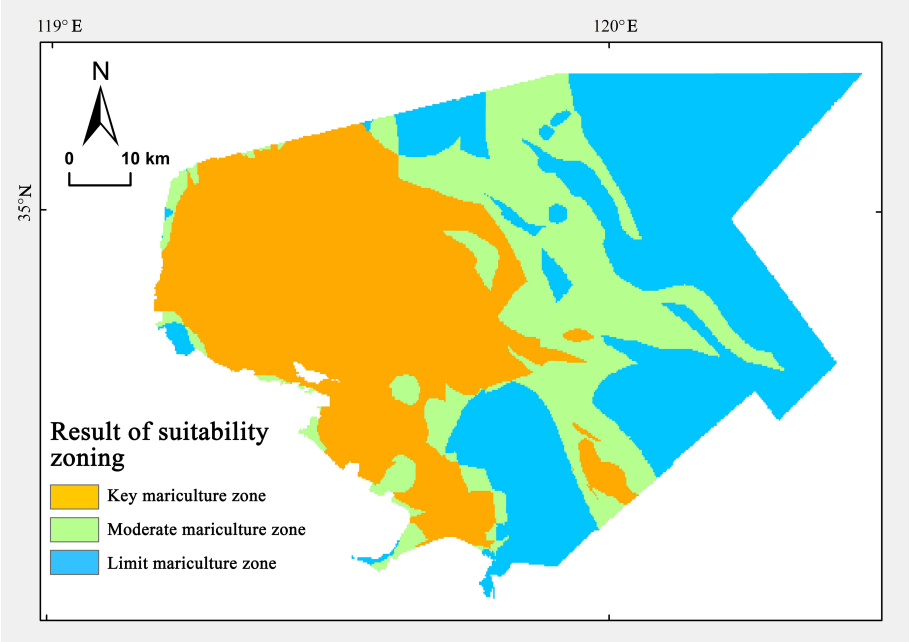 119° E
120°E
N
0 10 km
35°N
Result of suitability
zoning
Key mariculture zone
Moderate mariculture zone
Limit mariculture zone